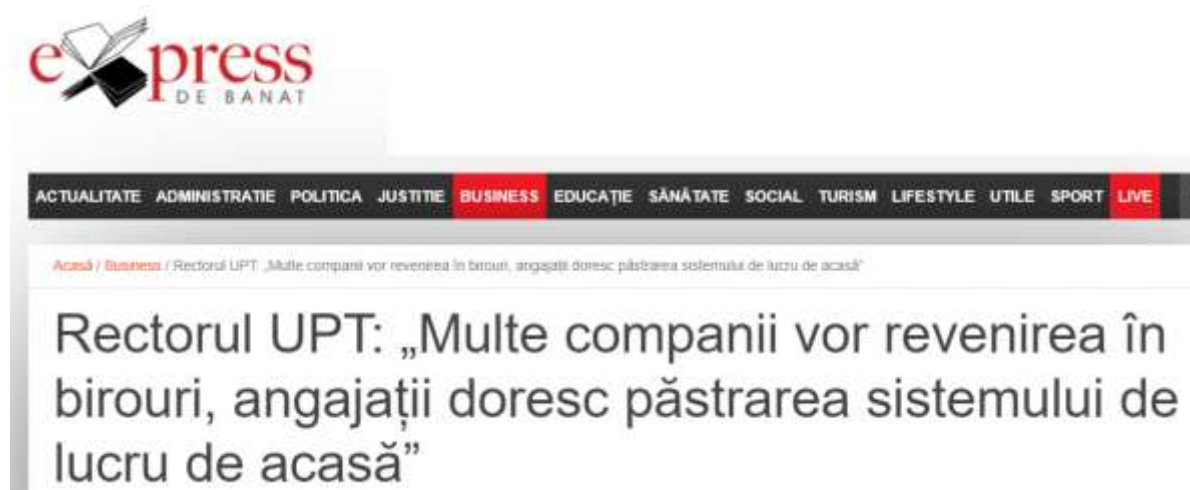 express
DE BANAT
ACTUALITATE ADMINISTRATIE POLITICA JUSTITIE BUSINESS EDUCAȚIE SĂNĂTATE SOCIAL TURISM LIFESTYLE UTILE SPORT LIVE
Acasă / Business / Rectorul UPT: „Multe companii vor revenirea în birouri, angajații doresc păstrarea sistemului de lucru de acasă”
Rectorul UPT: „Multe companii vor revenirea în
birouri, angajații doresc păstrarea sistemului de
lucru de acasă”